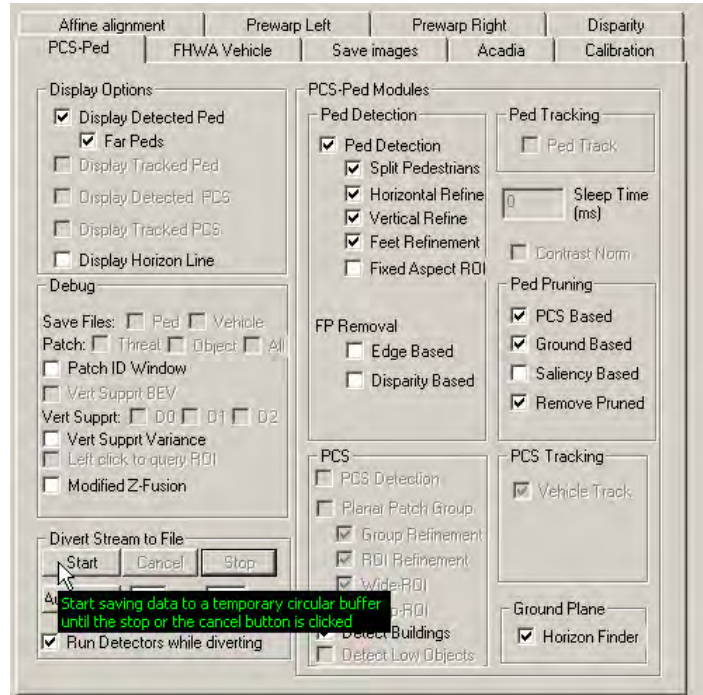 Affine alignment Prewarp Left Prewarp Right Disparity
PCS-Ped FHWA Vehicle Save images Acadia Calibration
Display Options
Display Detected Ped
Far Peds
Display Tracked Ped
Display Detected PCS
Display Tracked PCS
Display Horizon Line
Debug
Save Files: Ped Vehicle
Patch: Threat Object All
Patch ID Window
Vert Supprt BEV
Vert Supprt: D0 D1 D2
Vert Supprt Variance
Left click to query ROI
Modified Z-Fusion
Divert Stream to File
Start Cancel Stop
Start saving data to a temporary circular buffer
until the stop or the cancel button is clicked
Run Detectors while diverting
PCS-Ped Modules
Ped Detection
Ped Detection
Split Pedestrians
Horizontal Refine
Vertical Refine
Feet Refinement
Fixed Aspect ROI
FP Removal
Edge Based
Disparity Based
PCS
PCS Detection
Planar Patch Group
Group Refinement
ROI Refinement
Wide-ROI
Detect Buildings
Detect Low Objects
Ped Tracking
Ped Track
0 Sleep Time
(ms)
Contrast Norm
Ped Pruning
PCS Based
Ground Based
Saliency Based
Remove Pruned
PCS Tracking
Vehicle Track
Ground Plane
Horizon Finder